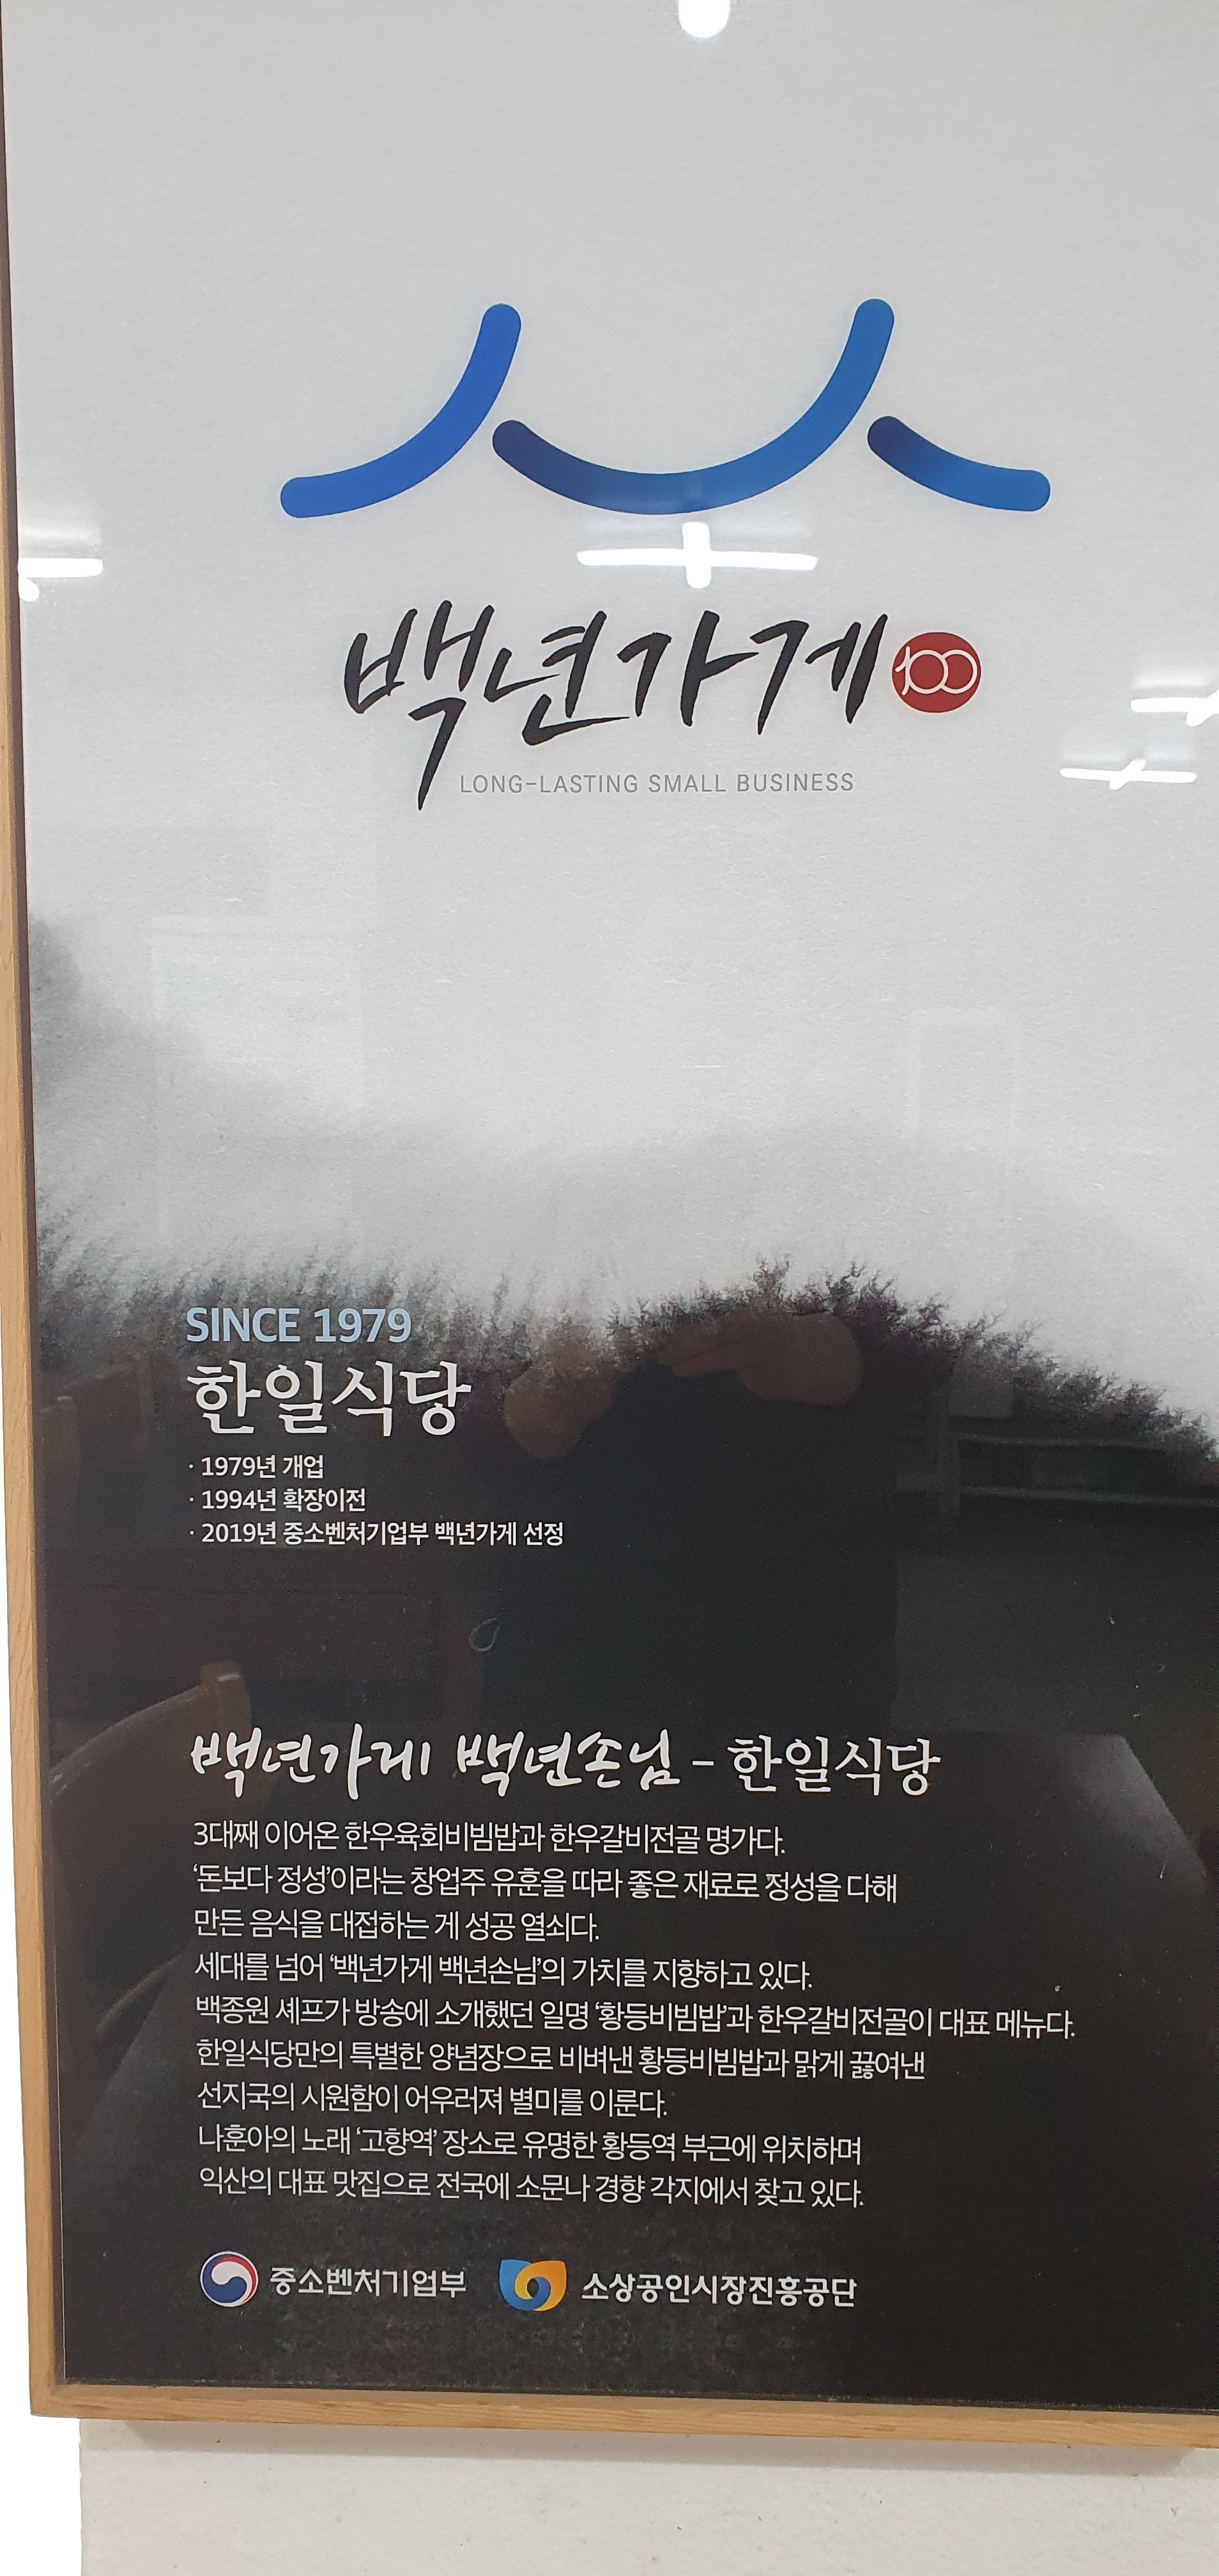 백년가게 100
LONG-LASTING SMALL BUSINESS
SINCE 1979
한일식당
· 1979년 개업
· 1994년 확장이전
· 2019년 중소벤처기업부 백년가게 선정
백년가게 백년손님 - 한일식당
3대째 이어온 한우육회비빔밥과 한우갈비전골 명가다.
‘돈보다 정성’이라는 창업주 유훈을 따라 좋은 재료로 정성을 다해
만든 음식을 대접하는 게 성공 열쇠다.
세대를 넘어 ‘백년가게 백년손님’의 가치를 지향하고 있다.
백종원 셰프가 방송에 소개했던 일명 ‘황등비빔밥’과 한우갈비전골이 대표 메뉴다.
한일식당만의 특별한 양념장으로 비벼낸 황등비빔밥과 맑게 끓여낸
선지국의 시원함이 어우러져 별미를 이룬다.
나훈아의 노래 ‘고향역’ 장소로 유명한 황등역 부근에 위치하며
익산의 대표 맛집으로 전국에 소문나 경향 각지에서 찾고 있다.
중소벤처기업부 소상공인시장진흥공단